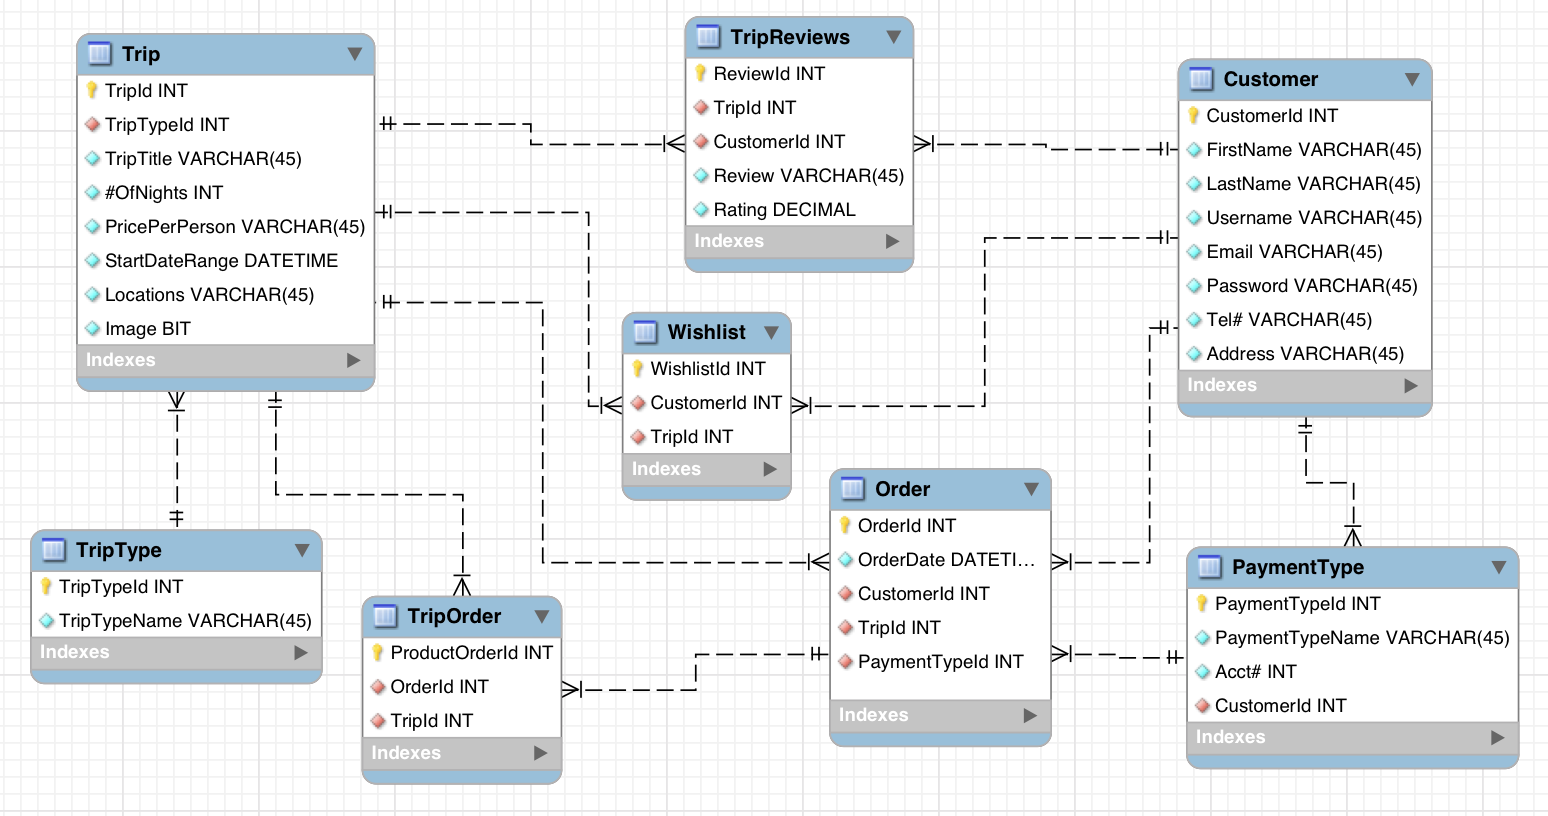 Trip
TripId INT
TripTypeId INT
TripTitle VARCHAR(45)
#OfNights INT
PricePerPerson VARCHAR(45)
StartDateRange DATETIME
Locations VARCHAR(45)
Image BIT
Indexes
TripReviews
ReviewId INT
TripId INT
CustomerId INT
Review VARCHAR(45)
Rating DECIMAL
Indexes
Customer
CustomerId INT
FirstName VARCHAR(45)
LastName VARCHAR(45)
Username VARCHAR(45)
Email VARCHAR(45)
Password VARCHAR(45)
Tel# VARCHAR(45)
Address VARCHAR(45)
Indexes
Wishlist
WishlistId INT
CustomerId INT
TripId INT
Indexes
Order
OrderId INT
OrderDate DATETI...
CustomerId INT
TripId INT
PaymentTypeId INT
Indexes
TripType
TripTypeId INT
TripTypeName VARCHAR(45)
Indexes
TripOrder
ProductOrderId INT
OrderId INT
TripId INT
Indexes
PaymentType
PaymentTypeId INT
PaymentTypeName VARCHAR(45)
Acct# INT
CustomerId INT
Indexes